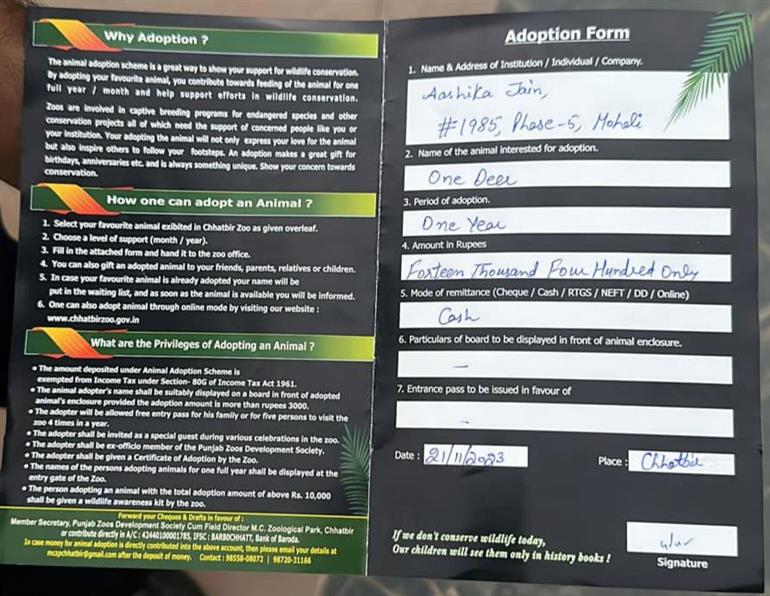 Why Adoption ?
The animal adoption scheme is a great way to show your support for wildlife conservation.
By adopting your favourite animal, you contribute towards feeding of the animal for one
full year / month and help support efforts in wildlife conservation.
Zoos are involved in captive breeding programs for endangered species and other
conservation projects all of which need the support of concerned people like you or
your institution. Your adopting the animal will not only express your love for the animal
but also inspire others to follow your footsteps. An adoption makes a great gift for
birthdays, anniversaries etc. and is always something unique. Show your concern towards
conservation.
How one can adopt an Animal ?
1. Select your favourite animal exibited in Chhatbir Zoo as given overleaf.
2. Choose a level of support (month / year).
3. Fill in the attached form and hand it to the zoo office.
4. You can also gift an adopted animal to your friends, parents, relatives or children.
5. In case your favourite animal is already adopted your name will be
put in the waiting list, and as soon as the animal is available you will be informed.
6. One can also adopt animal through online mode by visiting our website :
www.chhatbirzoo.gov.in
What are the Privileges of Adopting an Animal ?
• The amount deposited under Animal Adoption Scheme is
exempted from Income Tax under Section- 80G of Income Tax Act 1961.
• The animal adopter's name shall be suitably displayed on a board in front of adopted
animal's enclosure provided the adoption amount is more than rupees 3000.
• The adopter will be allowed free entry pass for his family or for five persons to visit the
zoo 4 times in a year.
• The adopter shall be invited as a special guest during various celebrations in the zoo.
• The adopter shall be ex-officio member of the Punjab Zoos Development Society.
• The adopter shall be given a Certificate of Adoption by the Zoo.
• The names of the persons adopting animals for one full year shall be displayed at the
entry gate of the Zoo.
• The person adopting an animal with the total adoption amount of above Rs. 10,000
shall be given a wildlife awareness kit by the zoo.
Forward your Cheques & Drafts in favour of :
Member Secretary, Punjab Zoos Development Society Cum Field Director M.C. Zoological Park, Chhatbir
or contribute directly in A/C : 42440100001785, IFSC : BARBOCHHATT, Bank of Baroda.
In case money for animal adoption is directly contributed into the above account, then please email your details at
mczpchhatbir@gmail.com after the deposit of money. Contact : 98558-08072 | 98720-31166
Adoption Form
1. Name & Address of Institution / Individual / Company.
Aashika Jain,
#1985, Phase-5, Mohali
2. Name of the animal interested for adoption.
One Deer
3. Period of adoption.
One Year
4. Amount in Rupees
Forteen Thousand Four Hundred Only
5. Mode of remittance (Cheque / Cash / RTGS / NEFT / DD / Online)
Cash
6. Particulars of board to be displayed in front of animal enclosure.
–
7. Entrance pass to be issued in favour of
–
Date : 21/11/2023 Place : Chhatbir
If we don't conserve wildlife today,
Our children will see them only in history books !
Signature